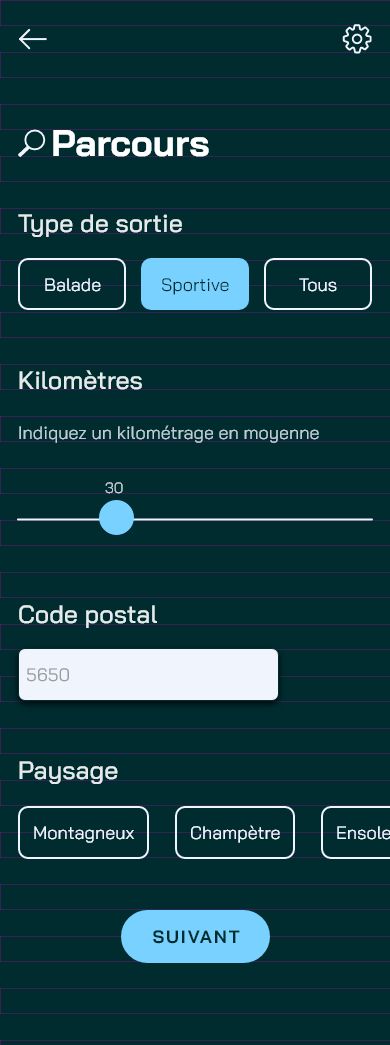 Parcours
Type de sortie
Balade Sportive Tous
Kilomètres
Indiquez un kilométrage en moyenne
30
Code postal
5650
Paysage
Montagneux Champètre Ensole
SUIVANT